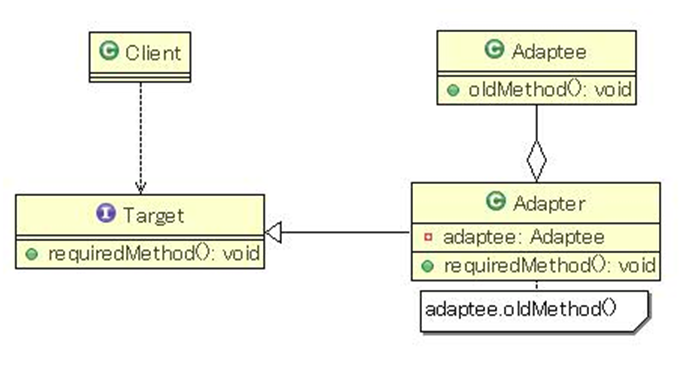 C Client
C Adaptee
oldMethod(): void
I Target
requiredMethod(): void
C Adapter
adaptee: Adaptee
requiredMethod(): void
adaptee.oldMethod()